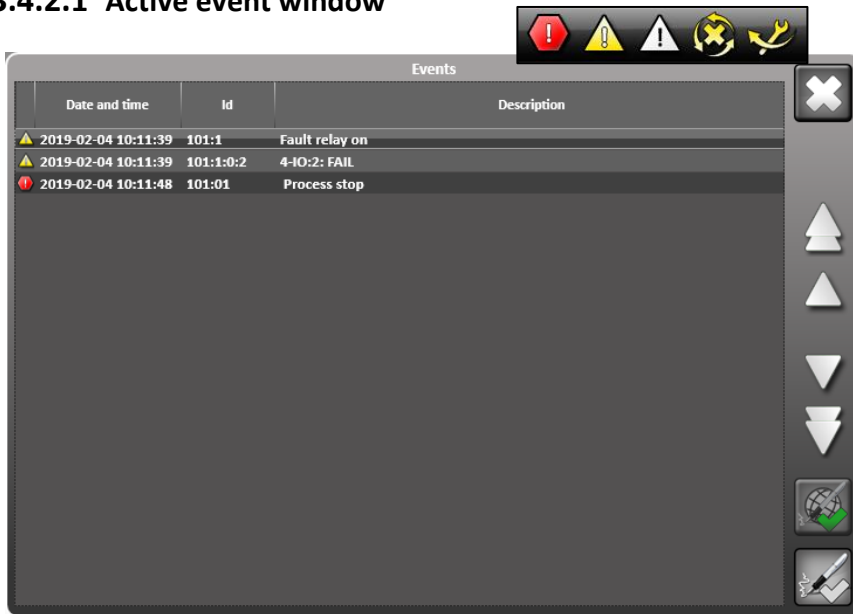 3.4.2.1 Active event window
Events
Date and time Id Description
2019-02-04 10:11:39 101:1 Fault relay on
2019-02-04 10:11:39 101:1:0:2 4-IO:2: FAIL
2019-02-04 10:11:48 101:01 Process stop